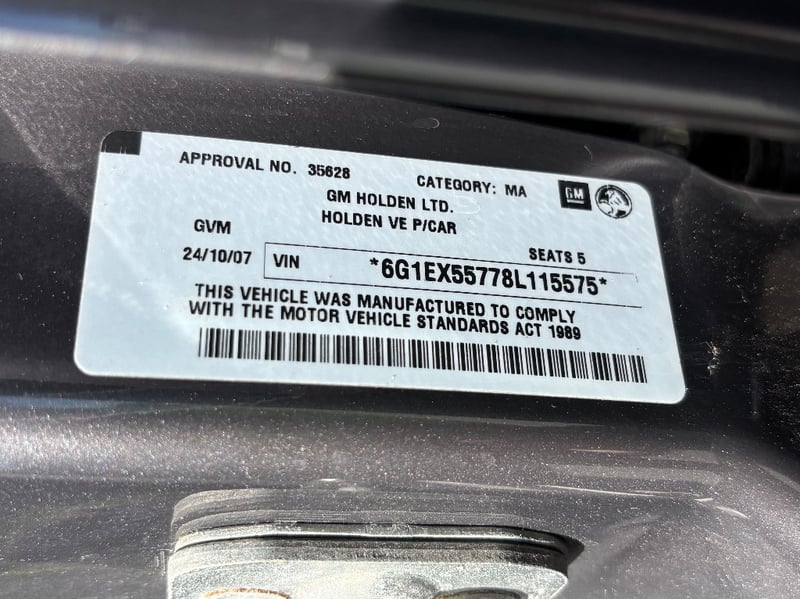 APPROVAL NO. 35628 CATEGORY: MA GM
GM HOLDEN LTD.
HOLDEN VE P/CAR
GVM SEATS 5
24/10/07 VIN *6G1EX55778L115575*
THIS VEHICLE WAS MANUFACTURED TO COMPLY
WITH THE MOTOR VEHICLE STANDARDS ACT 1989